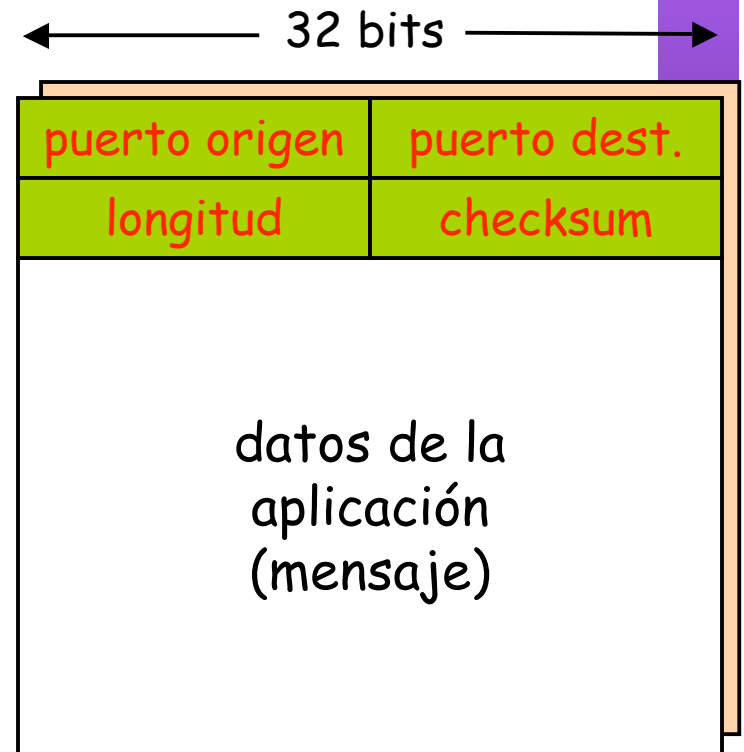 32 bits
puerto origen puerto dest.
longitud checksum
datos de la
aplicación
(mensaje)